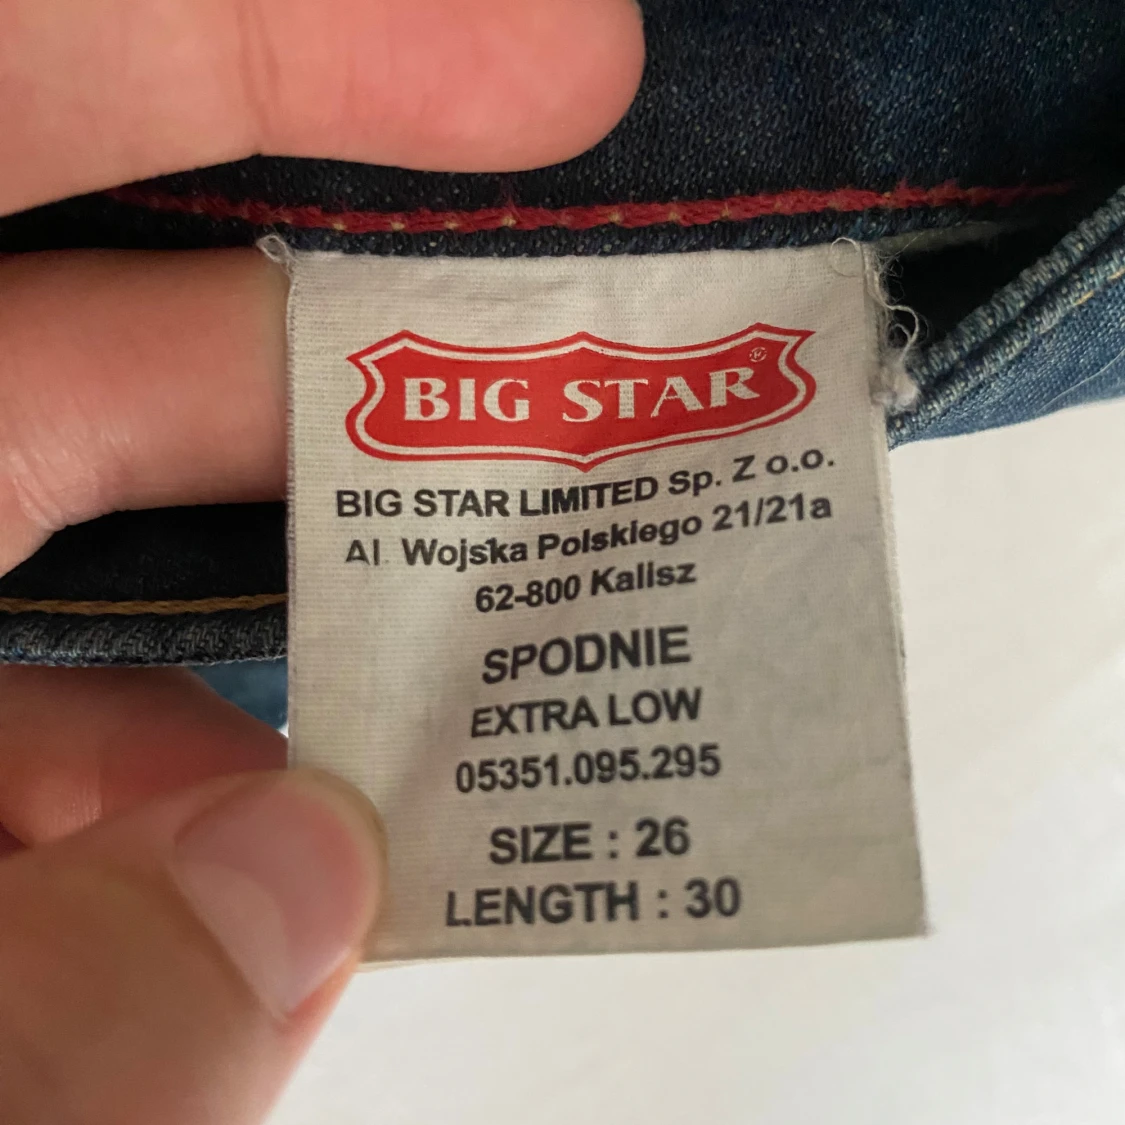 BIG STAR ®
BIG STAR LIMITED Sp. Z o.o.
Al. Wojska Polskiego 21/21a
62-800 Kalisz
SPODNIE
EXTRA LOW
05351.095.295
SIZE : 26
LENGTH : 30